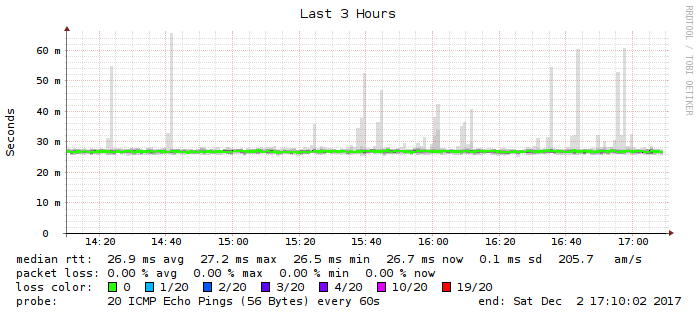 Last 3 Hours
RRDTOOL / TOBI OETIKER
Seconds
60 m
50 m
40 m
30 m
20 m
10 m
0
14:20 14:40 15:00 15:20 15:40 16:00 16:20 16:40 17:00
median rtt: 26.9 ms avg 27.2 ms max 26.5 ms min 26.7 ms now 0.1 ms sd 205.7 am/s
packet loss: 0.00 % avg 0.00 % max 0.00 % min 0.00 % now
loss color: 0 1/20 2/20 3/20 4/20 10/20 19/20
probe: 20 ICMP Echo Pings (56 Bytes) every 60s end: Sat Dec 2 17:10:02 2017